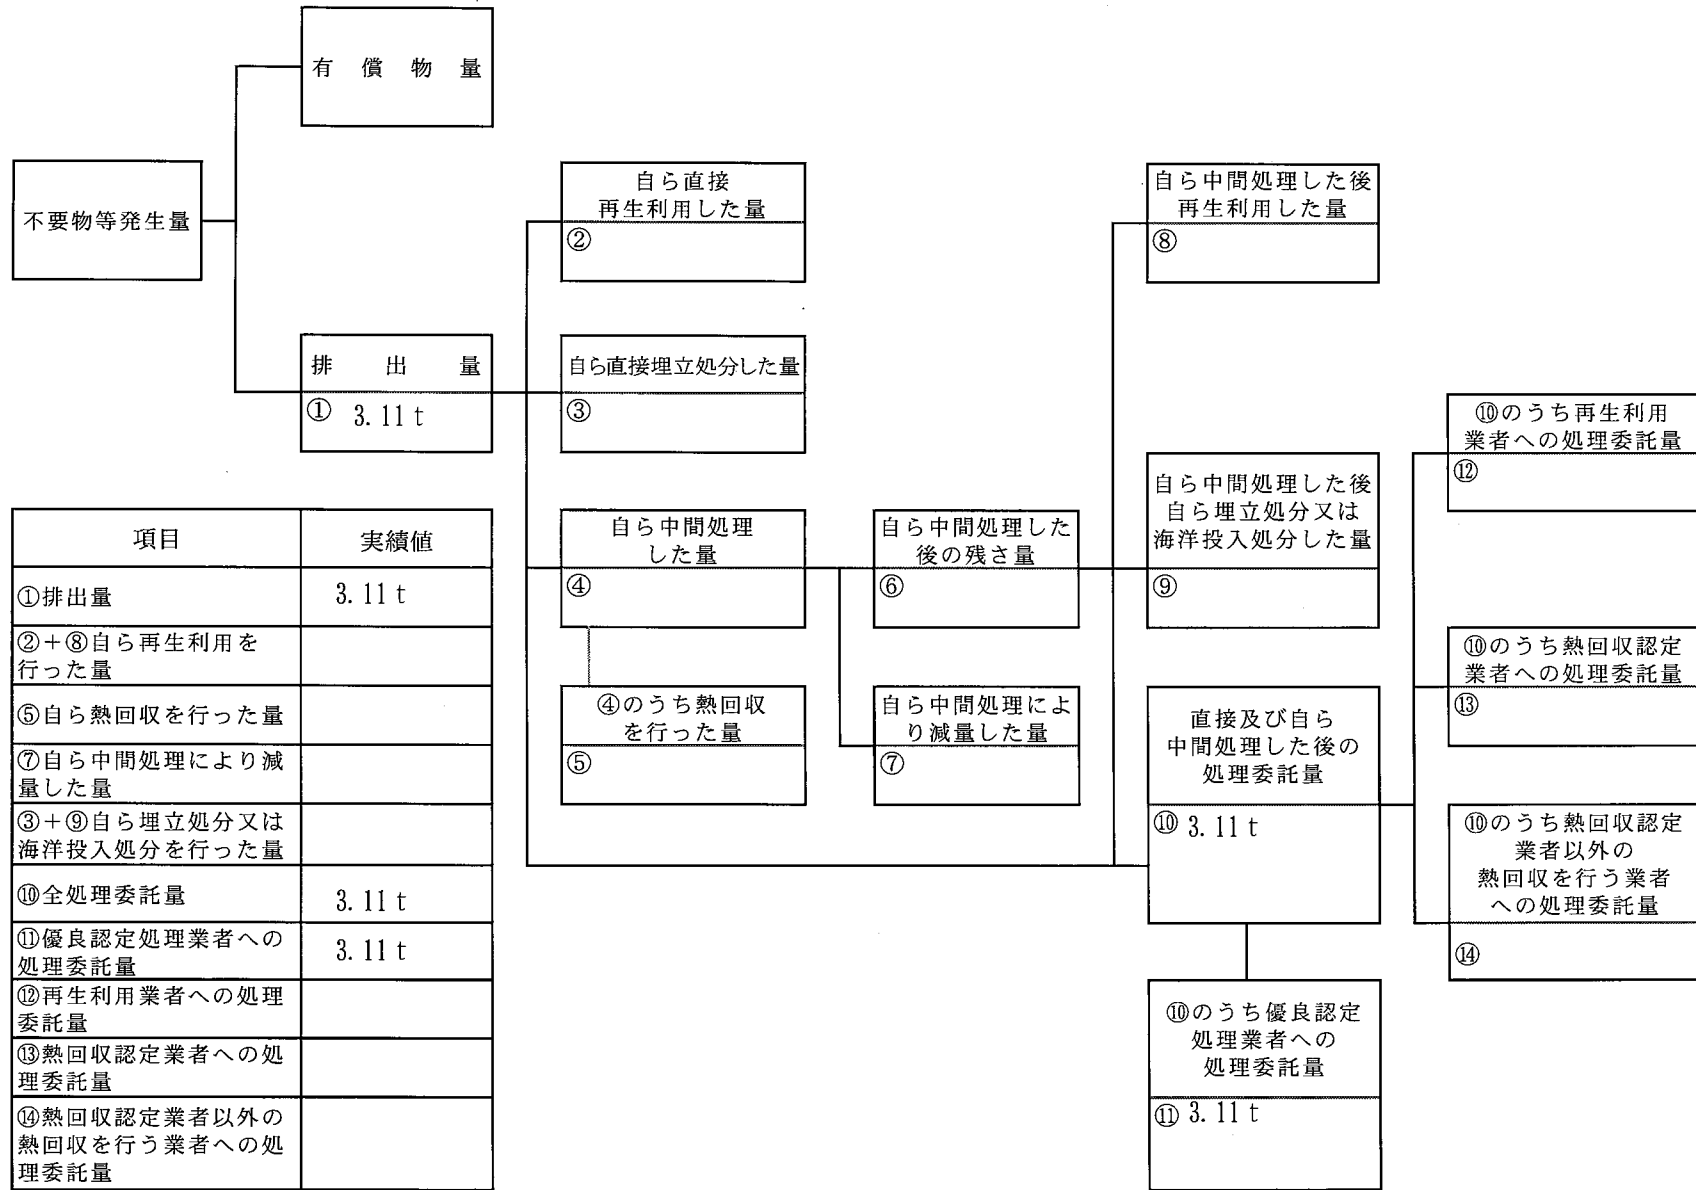 有償物量
不要物等発生量
排出量
① 3.11 t
自ら直接
再生利用した量
②
自ら直接埋立処分した量
③
自ら中間処理
した量
④
④のうち熱回収
を行った量
⑤
自ら中間処理した
後の残さ量
⑥
自ら中間処理によ
り減量した量
⑦
自ら中間処理した後
再生利用した量
⑧
自ら中間処理した後
自ら埋立処分又は
海洋投入処分した量
⑨
直接及び自ら
中間処理した後の
処理委託量
⑩ 3.11 t
⑩のうち優良認定
処理業者への
処理委託量
⑪ 3.11 t
⑩のうち再生利用
業者への処理委託量
⑫
⑩のうち熱回収認定
業者への処理委託量
⑬
⑩のうち熱回収認定
業者以外の
熱回収を行う業者
への処理委託量
⑭
項目 実績値
①排出量 3.11 t
②+⑧自ら再生利用を
行った量
⑤自ら熱回収を行った量
⑦自ら中間処理により減
量した量
③+⑨自ら埋立処分又は
海洋投入処分を行った量
⑩全処理委託量 3.11 t
⑪優良認定処理業者への
処理委託量 3.11 t
⑫再生利用業者への処理
委託量
⑬熱回収認定業者への処
理委託量
⑭熱回収認定業者以外の
熱回収を行う業者への処
理委託量